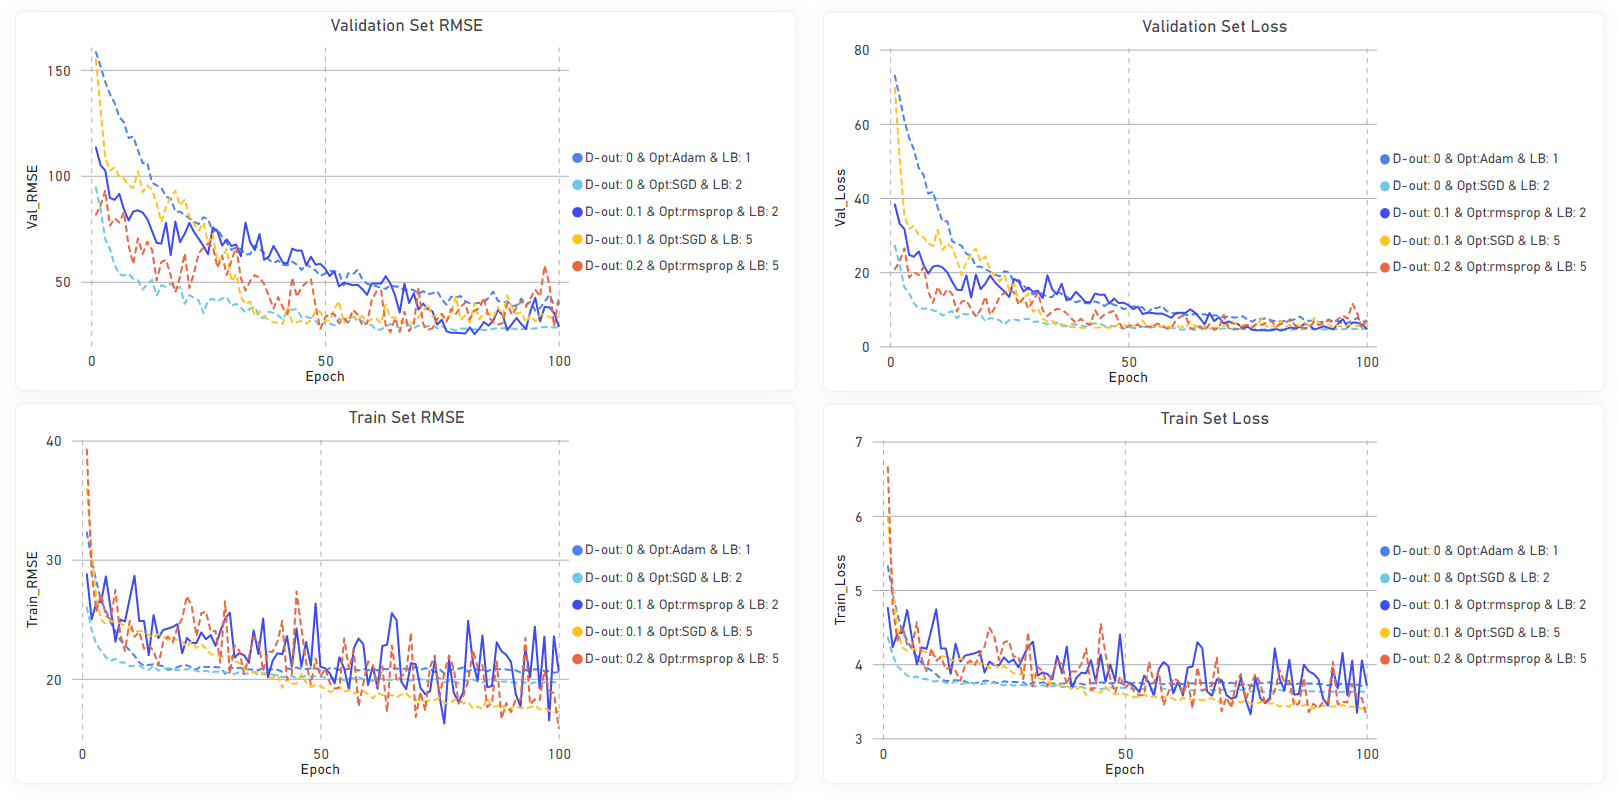 Validation Set RMSE
150
100
50
Val_RMSE
0
50
100
Epoch
D-out: 0 & Opt:Adam & LB: 1
D-out: 0 & Opt:SGD & LB: 2
D-out: 0.1 & Opt:rmsprop & LB: 2
D-out: 0.1 & Opt:SGD & LB: 5
D-out: 0.2 & Opt:rmsprop & LB: 5
Validation Set Loss
80
60
40
20
0
Val_Loss
0
50
100
Epoch
D-out: 0 & Opt:Adam & LB: 1
D-out: 0 & Opt:SGD & LB: 2
D-out: 0.1 & Opt:rmsprop & LB: 2
D-out: 0.1 & Opt:SGD & LB: 5
D-out: 0.2 & Opt:rmsprop & LB: 5
Train Set RMSE
40
30
20
Train_RMSE
0
50
100
Epoch
D-out: 0 & Opt:Adam & LB: 1
D-out: 0 & Opt:SGD & LB: 2
D-out: 0.1 & Opt:rmsprop & LB: 2
D-out: 0.1 & Opt:SGD & LB: 5
D-out: 0.2 & Opt:rmsprop & LB: 5
Train Set Loss
7
6
5
4
3
Train_Loss
0
50
100
Epoch
D-out: 0 & Opt:Adam & LB: 1
D-out: 0 & Opt:SGD & LB: 2
D-out: 0.1 & Opt:rmsprop & LB: 2
D-out: 0.1 & Opt:SGD & LB: 5
D-out: 0.2 & Opt:rmsprop & LB: 5